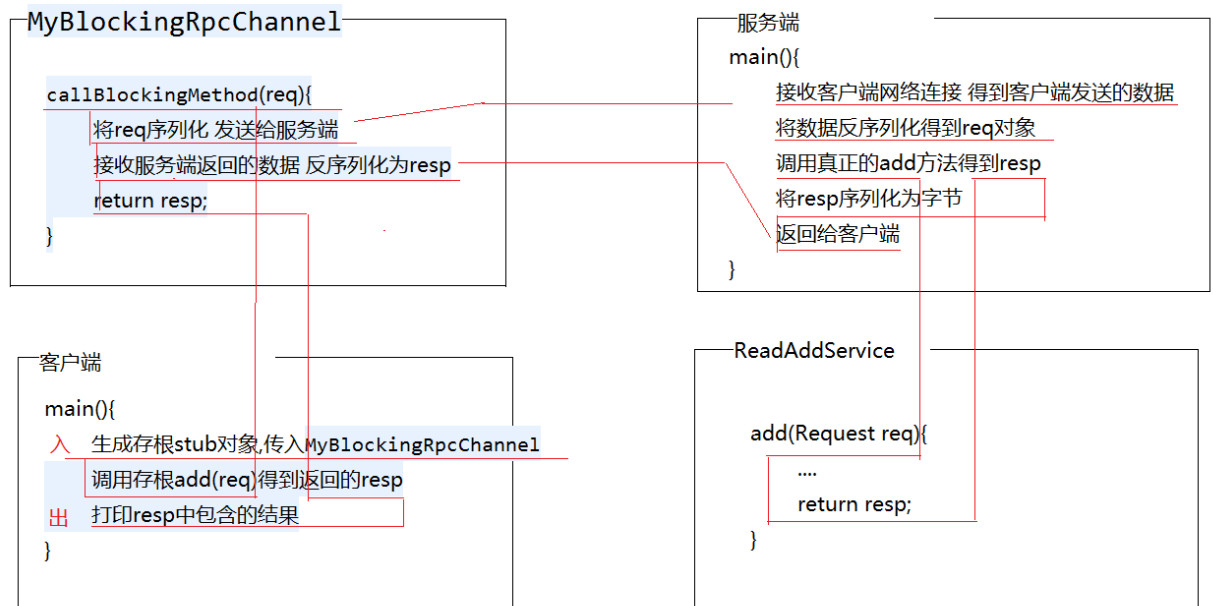 MyBlockingRpcChannel
callBlockingMethod(req){
将req序列化 发送给服务端
接收服务端返回的数据 反序列化为resp
return resp;
}
服务端
main(){
接收客户端网络连接 得到客户端发送的数据
将数据反序列化得到req对象
调用真正的add方法得到resp
将resp序列化为字节
返回给客户端
}
客户端
main(){
入 生成存根stub对象,传入MyBlockingRpcChannel
调用存根add(req)得到返回的resp
出 打印resp中包含的结果
}
ReadAddService
add(Request req){
....
return resp;
}